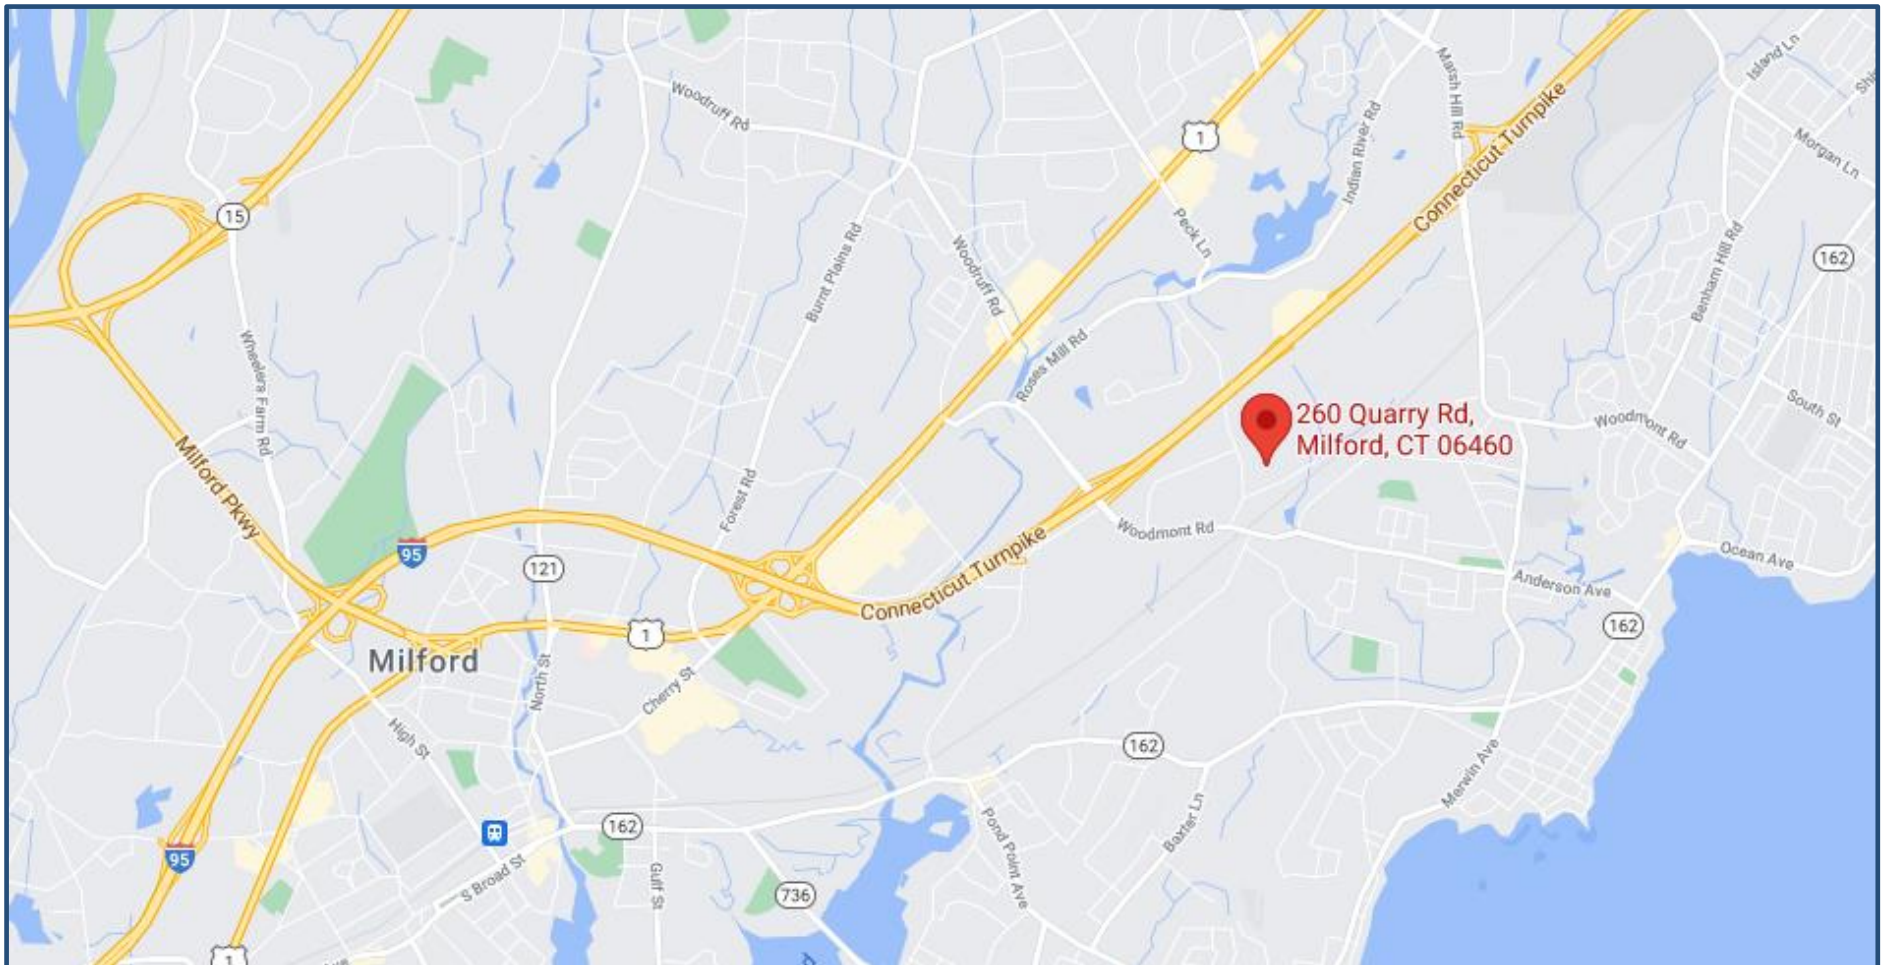 Island Ln
Marsh Hill Rd
Woodruff Rd
Connecticut Turnpike
Indian River Rd
1
Morgan Ln
15
Peck Ln
Burnt Plains Rd
Woodruff Rd
Benham Hill Rd
162
Wheelers Farm Rd
Roses Mill Rd
260 Quarry Rd,
Milford, CT 06460
South St
Woodmont Rd
Milford Pkwy
Forest Rd
95
Woodmont Rd
Connecticut Turnpike
Ocean Ave
121
Anderson Ave
1
162
Milford
North St
Cherry St
High St
162
Merwin Ave
162
Pond Point Ave
Baxter Ln
95
S Broad St
Gulf St
736
1